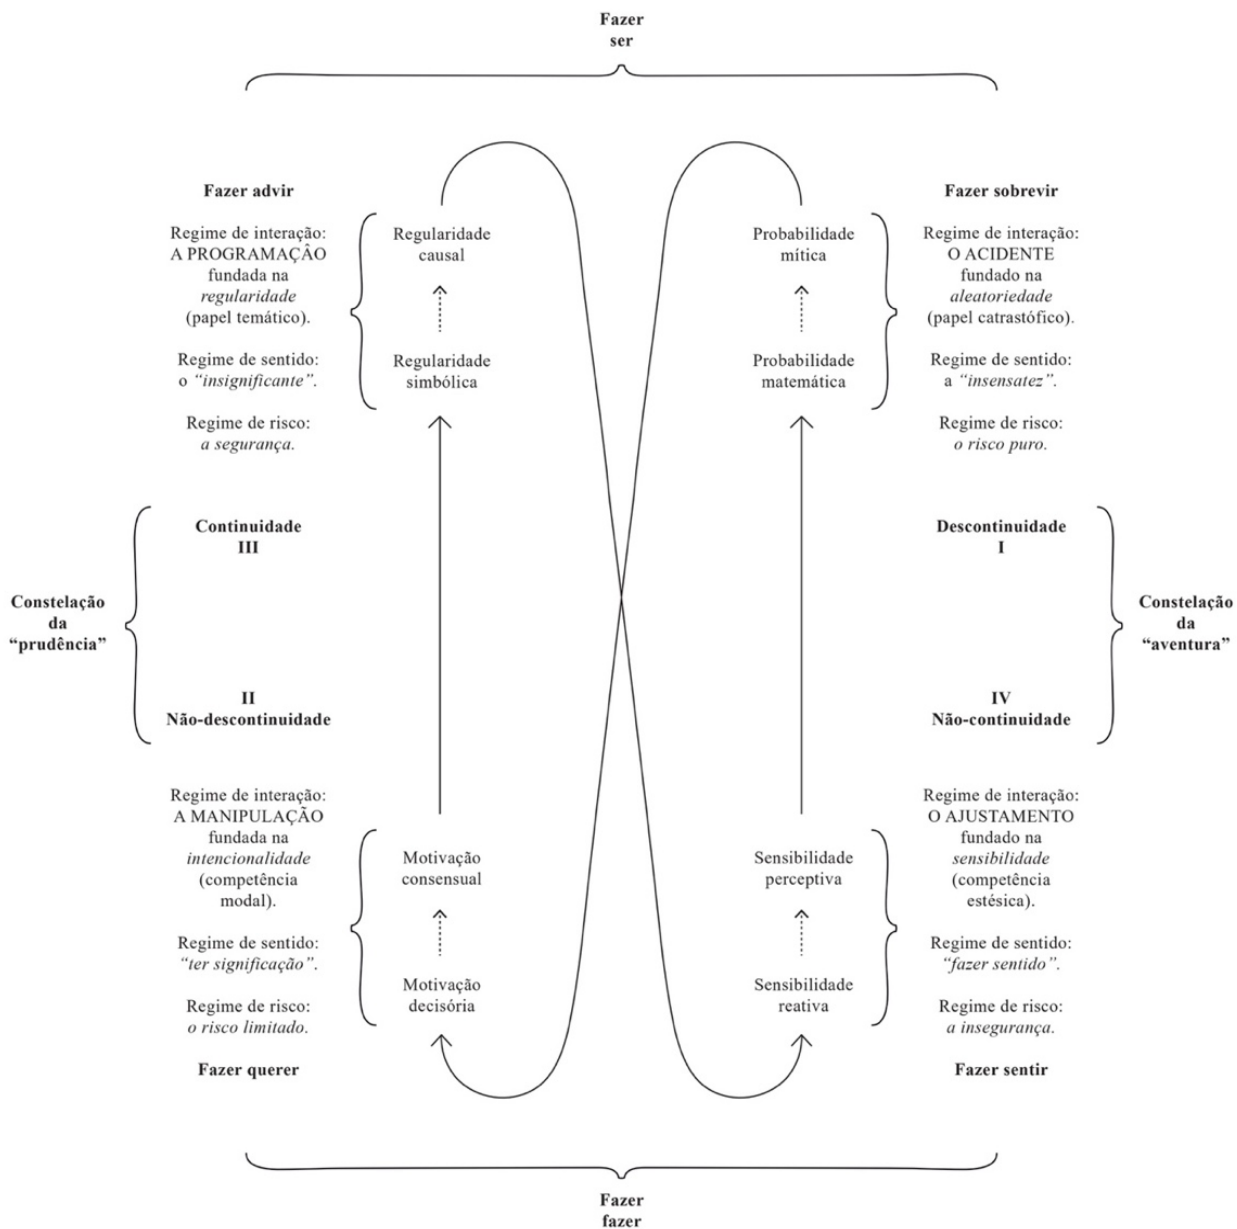 Fazer
ser
Fazer advir
Regime de interação:
A PROGRAMAÇÂO
fundada na
regularidade
(papel temático).
Regime de sentido:
o “insignificante”.
Regime de risco:
a segurança.
Regularidade
causal
Regularidade
simbólica
Probabilidade
mítica
Probabilidade
matemática
Fazer sobrevir
Regime de interação:
O ACIDENTE
fundado na
aleatoriedade
(papel catrastófico).
Regime de sentido:
a “insensatez”.
Regime de risco:
o risco puro.
Continuidade
III
Descontinuidade
I
Constelação
da
“prudência”
Constelação
da
“aventura”
II
Não-descontinuidade
IV
Não-continuidade
Regime de interação:
A MANIPULAÇÃO
fundada na
intencionalidade
(competência
modal).
Regime de sentido:
“ter significação”.
Regime de risco:
o risco limitado.
Fazer querer
Motivação
consensual
Motivação
decisória
Sensibilidade
perceptiva
Sensibilidade
reativa
Regime de interação:
O AJUSTAMENTO
fundado na
sensibilidade
(competência
estésica).
Regime de sentido:
“fazer sentido”.
Regime de risco:
a insegurança.
Fazer sentir
Fazer
fazer